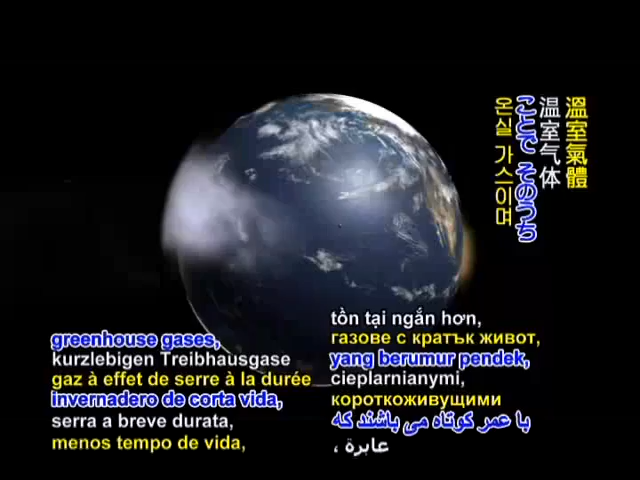 溫室氣體
温室气体
ことで そのうち
온실 가스이며
greenhouse gases,
kurzlebigen Treibhausgase
gaz à effet de serre à la durée
invernadero de corta vida,
serra a breve durata,
menos tempo de vida,
tồn tại ngắn hơn,
газове с кратък живот,
yang berumur pendek,
cieplarnianymi,
короткоживущими
با عمر کوتاه می باشند که
عابرة ،